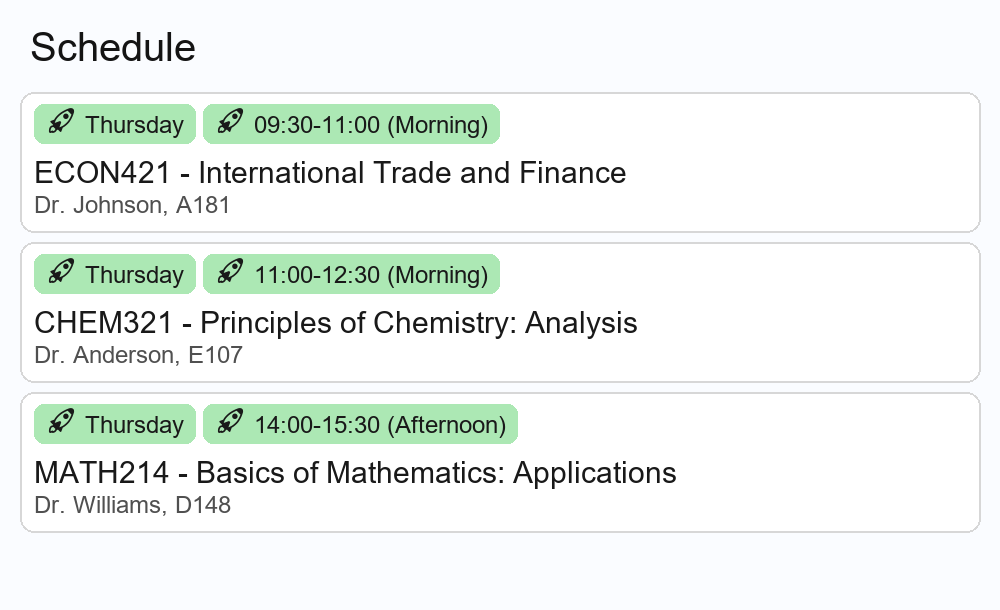 Schedule
Thursday 09:30-11:00 (Morning)
ECON421 - International Trade and Finance
Dr. Johnson, A181
Thursday 11:00-12:30 (Morning)
CHEM321 - Principles of Chemistry: Analysis
Dr. Anderson, E107
Thursday 14:00-15:30 (Afternoon)
MATH214 - Basics of Mathematics: Applications
Dr. Williams, D148